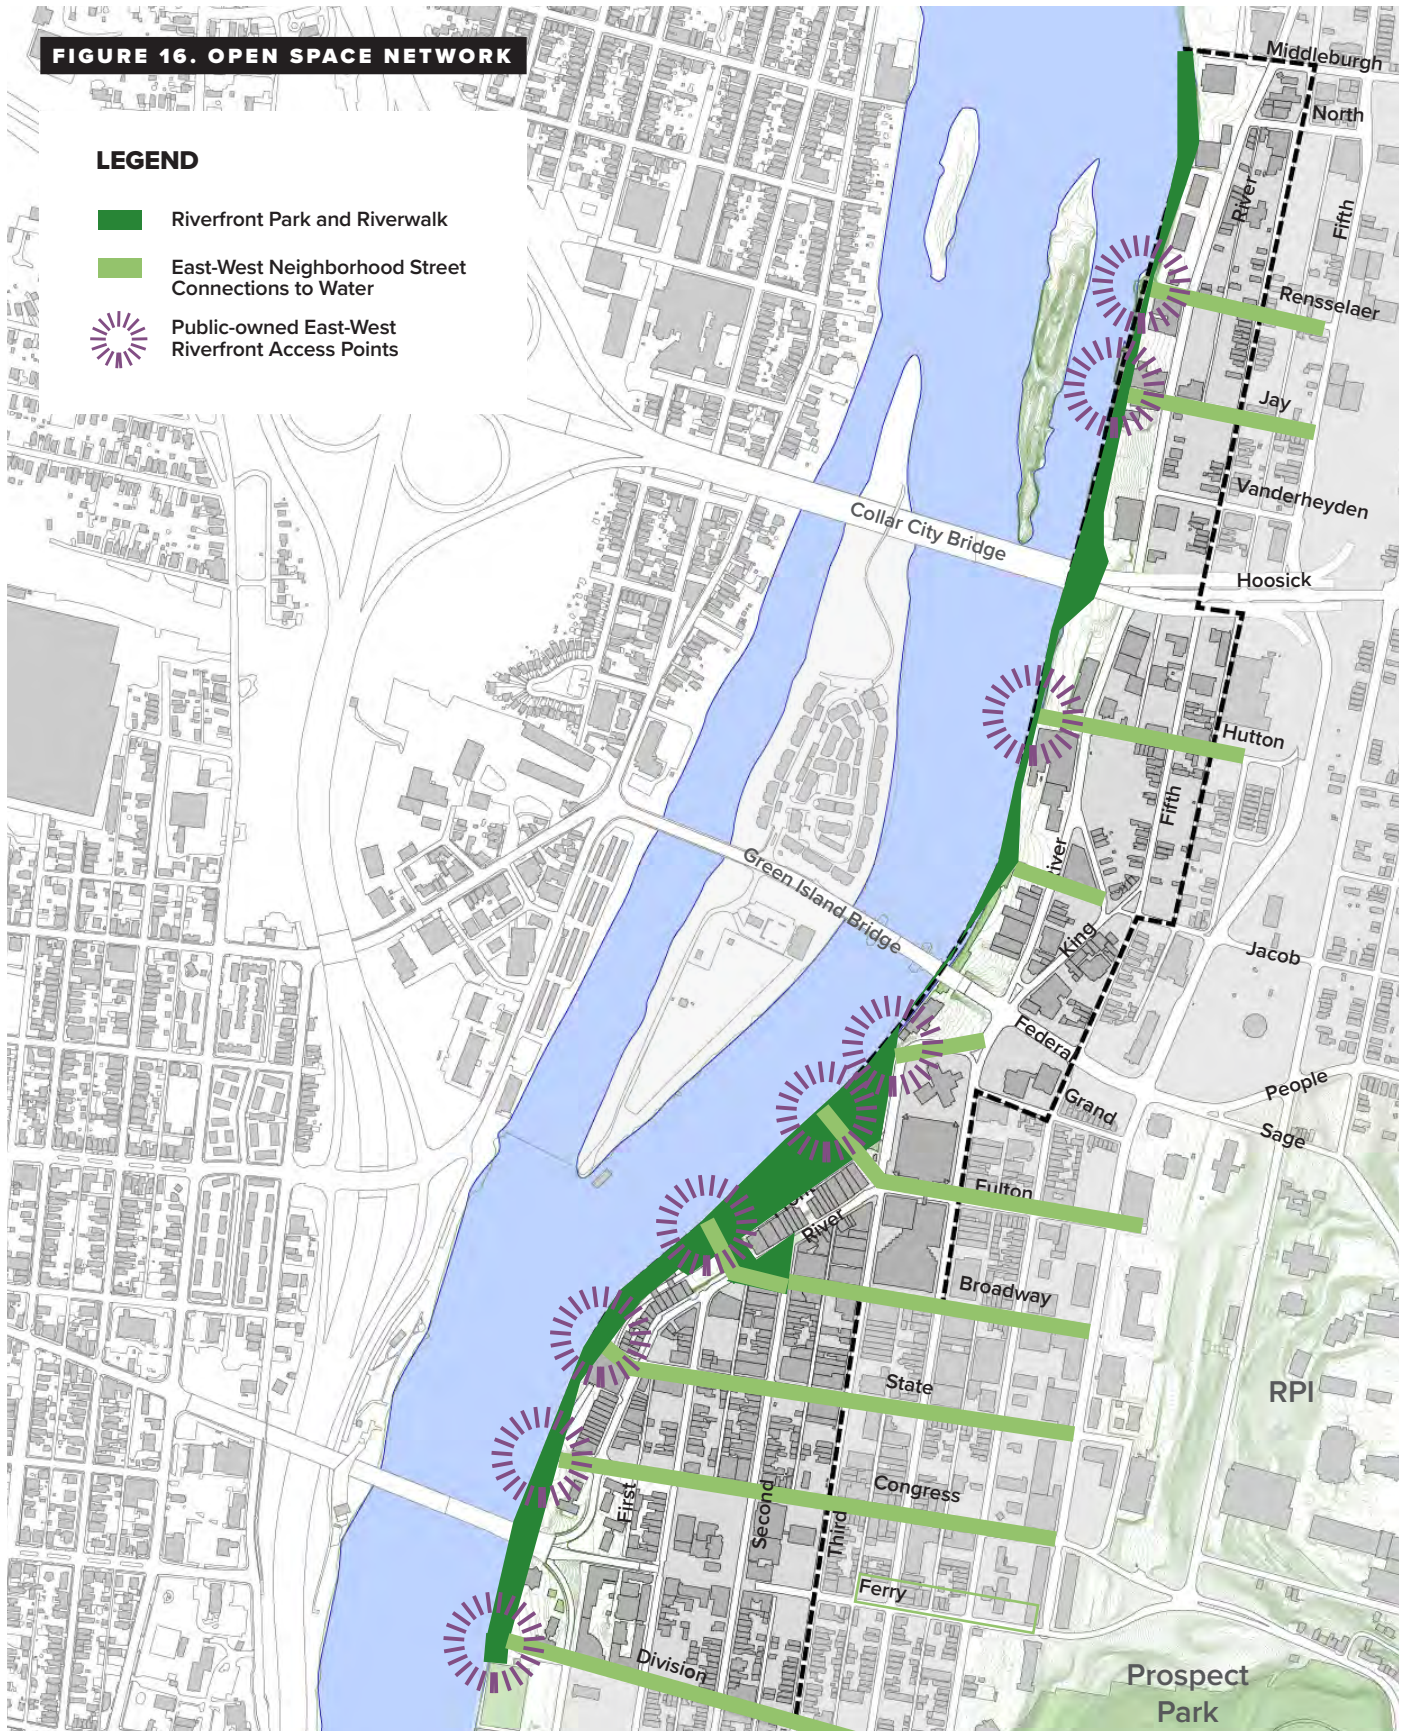 FIGURE 16. OPEN SPACE NETWORK
LEGEND
Riverfront Park and Riverwalk
East-West Neighborhood Street
Connections to Water
Public-owned East-West
Riverfront Access Points
Middleburgh
North
River
Fifth
Rensselaer
Jay
Vanderheyden
Collar City Bridge
Hoosick
Hutton
Fifth
Green Island Bridge
King
Jacob
Federal
People
Grand
Sage
Fulton
River
Broadway
State
RPI
Congress
First
Second
Third
Ferry
Division
Prospect
Park